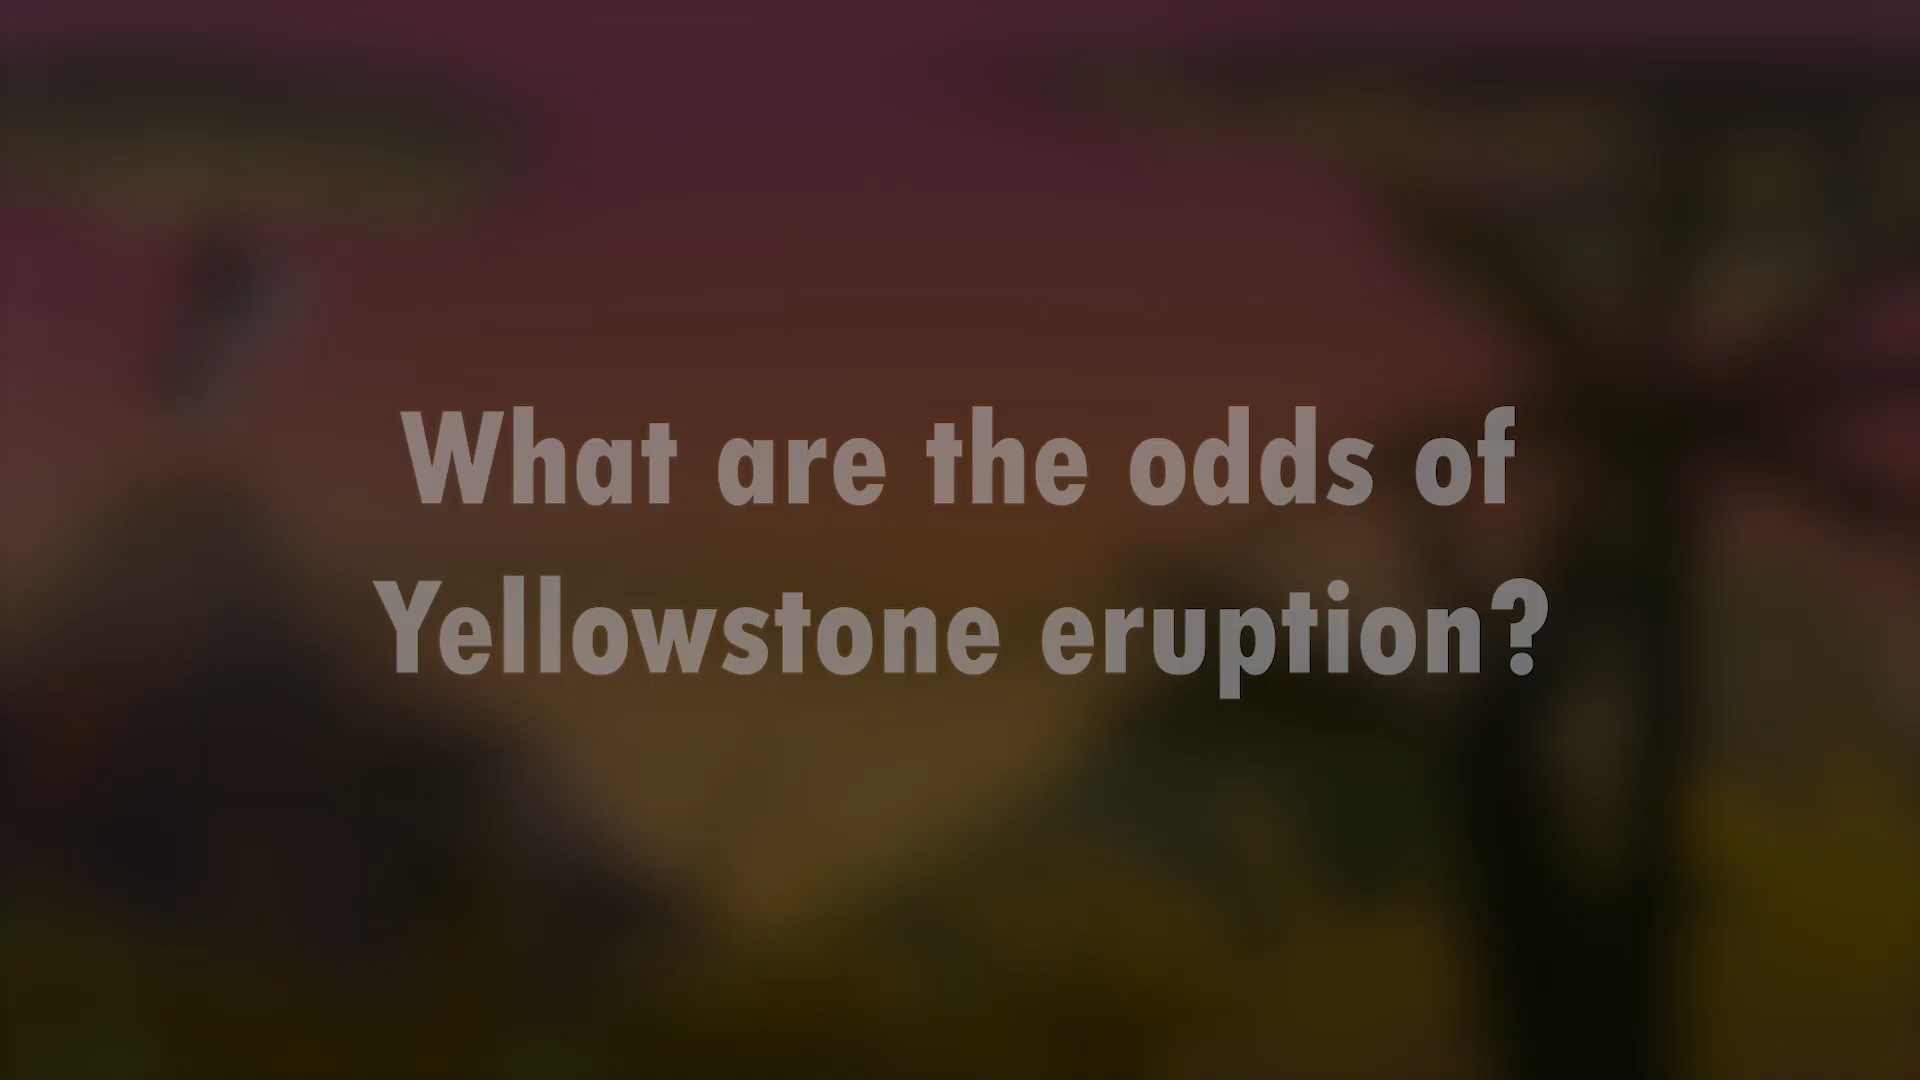 What are the odds of
Yellowstone eruption?